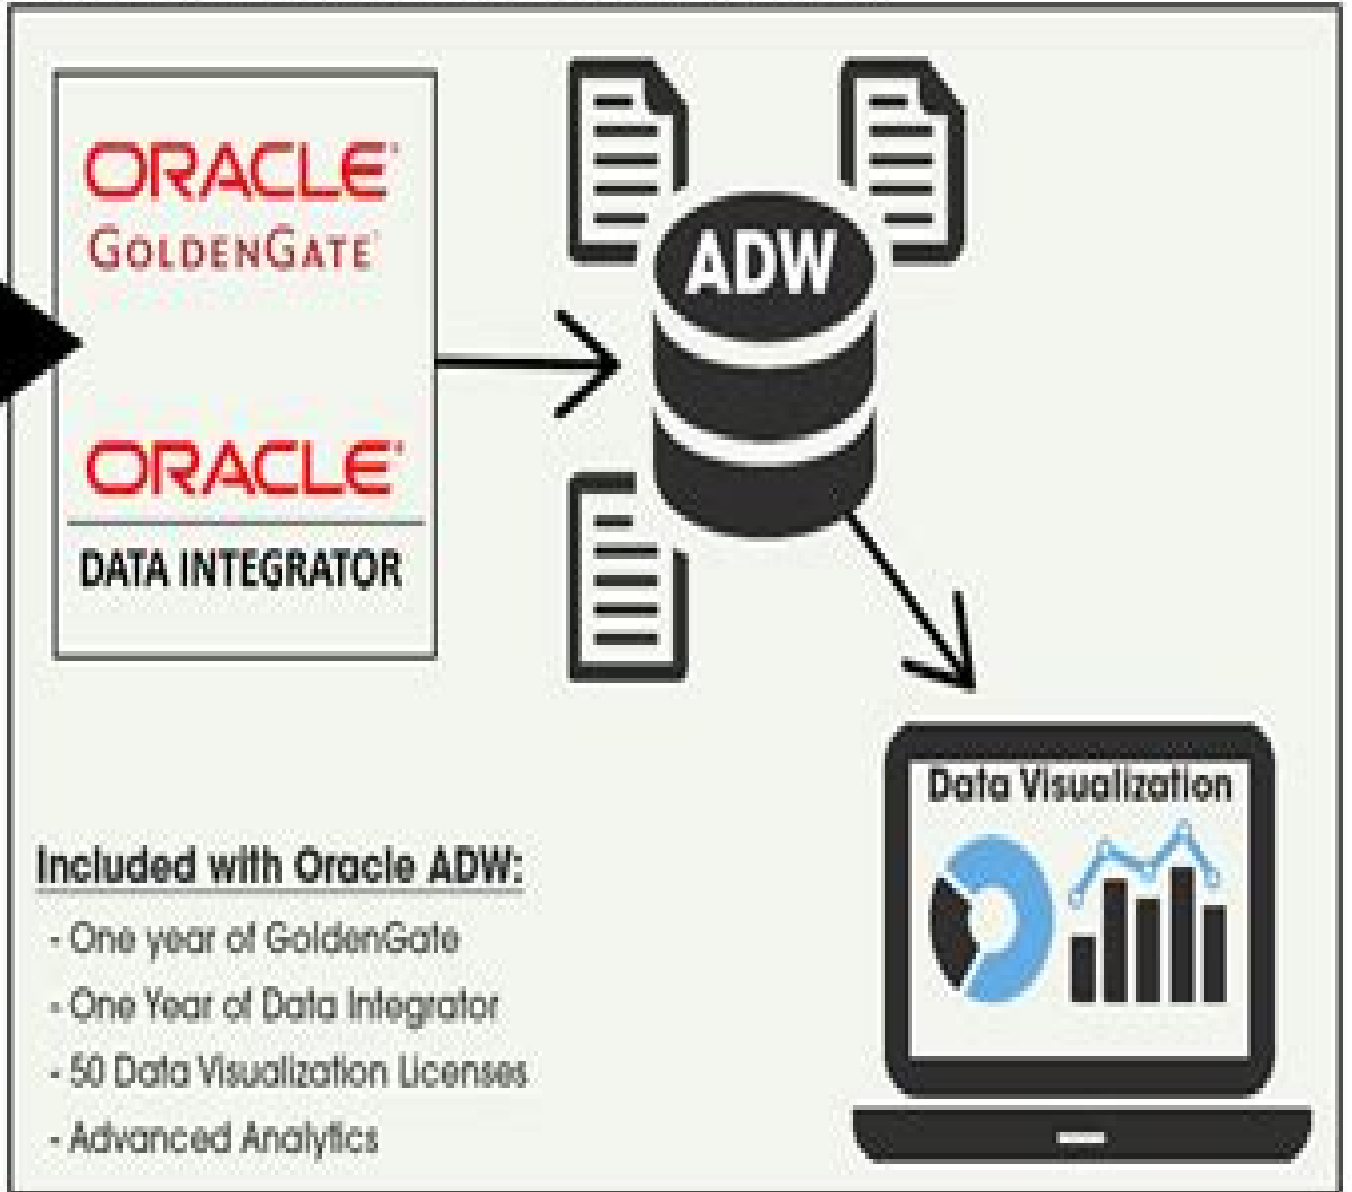 ORACLE
GOLDENGATE
ORACLE
DATA INTEGRATOR
ADW
Data Visualization
Included with Oracle ADW:
- One year of GoldenGate
- One Year of Data Integrator
- 50 Data Visualization Licenses
- Advanced Analytics